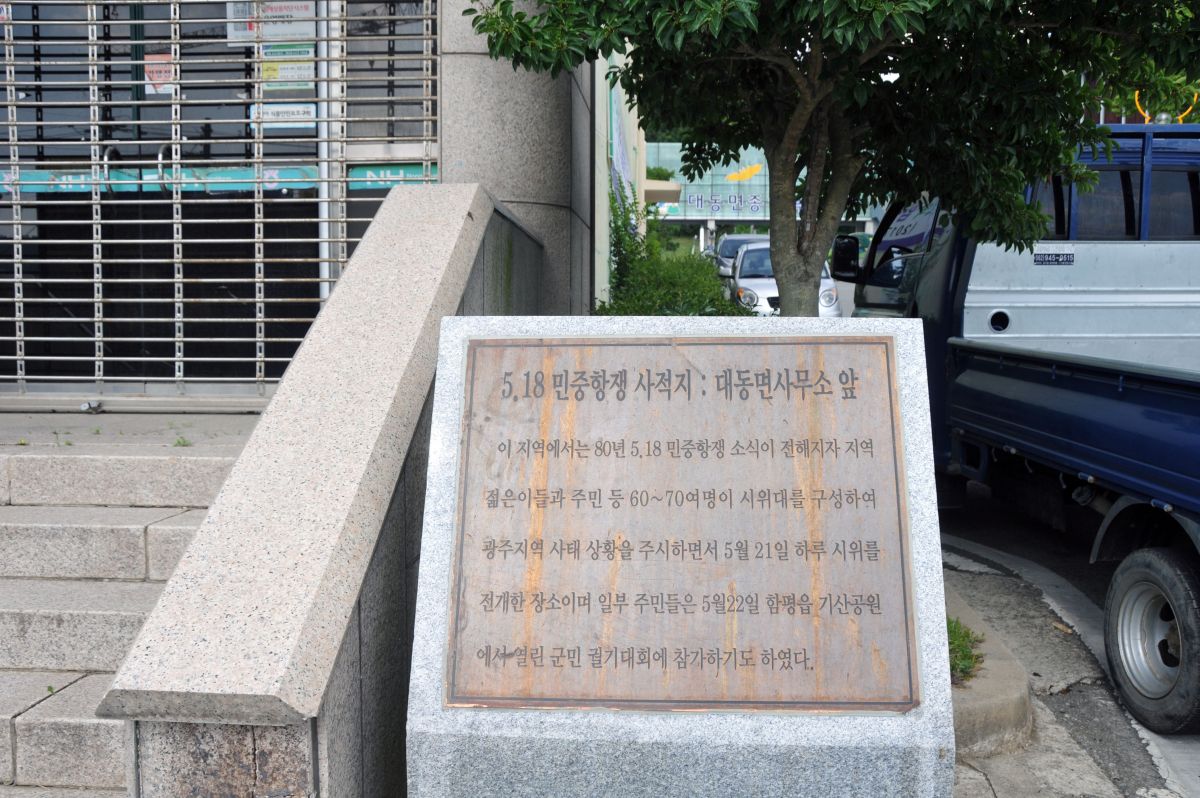 NH
NH
대동면종
945-0515
5.18 민중항쟁 사적지 : 대동면사무소 앞
이 지역에서는 80년 5.18 민중항쟁 소식이 전해지자 지역
젊은이들과 주민 등 60~70여명이 시위대를 구성하여
광주지역 사태 상황을 주시하면서 5월 21일 하루 시위를
전개한 장소이며 일부 주민들은 5월22일 함평읍 기산공원
에서 열린 군민 궐기대회에 참가하기도 하였다.